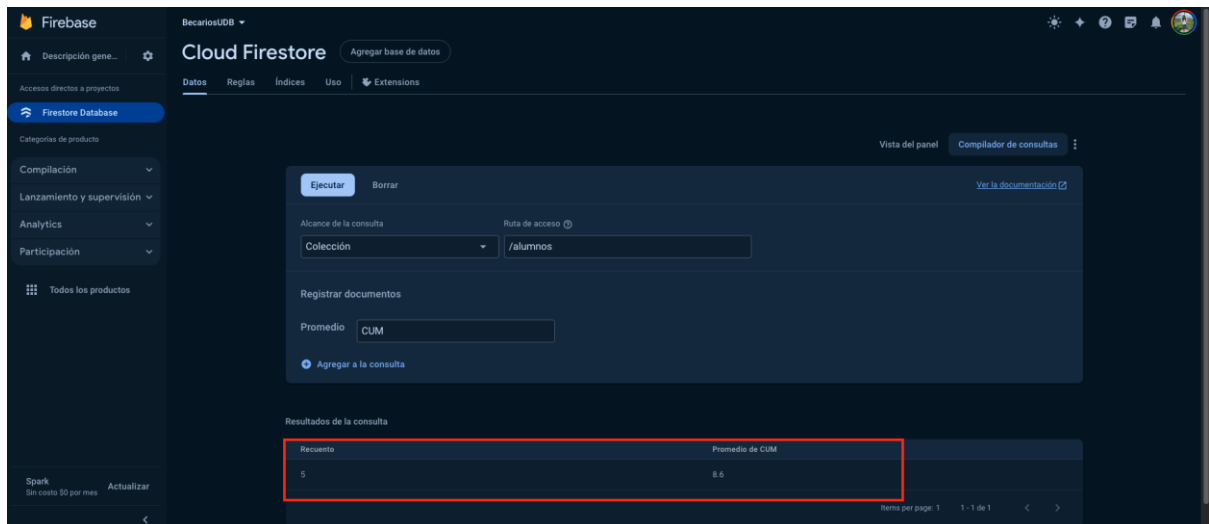 Firebase
BecariosUDB
Descripción gene...
Cloud Firestore
Agregar base de datos
Accesos directos a proyectos
Datos Reglas Índices Uso Extensions
Firestore Database
Categorías de producto
Vista del panel Compilador de consultas
Compilación
Lanzamiento y supervisión
Analytics
Participación
Todos los productos
Ejecutar Borrar Ver la documentación
Alcance de la consulta Ruta de acceso
Colección /alumnos
Registrar documentos
Promedio CUM
Agregar a la consulta
Resultados de la consulta
Recuento Promedio de CUM
5 8.6
Items per page: 1 1 - 1 de 1
Spark
Sin costo $0 por mes
Actualizar